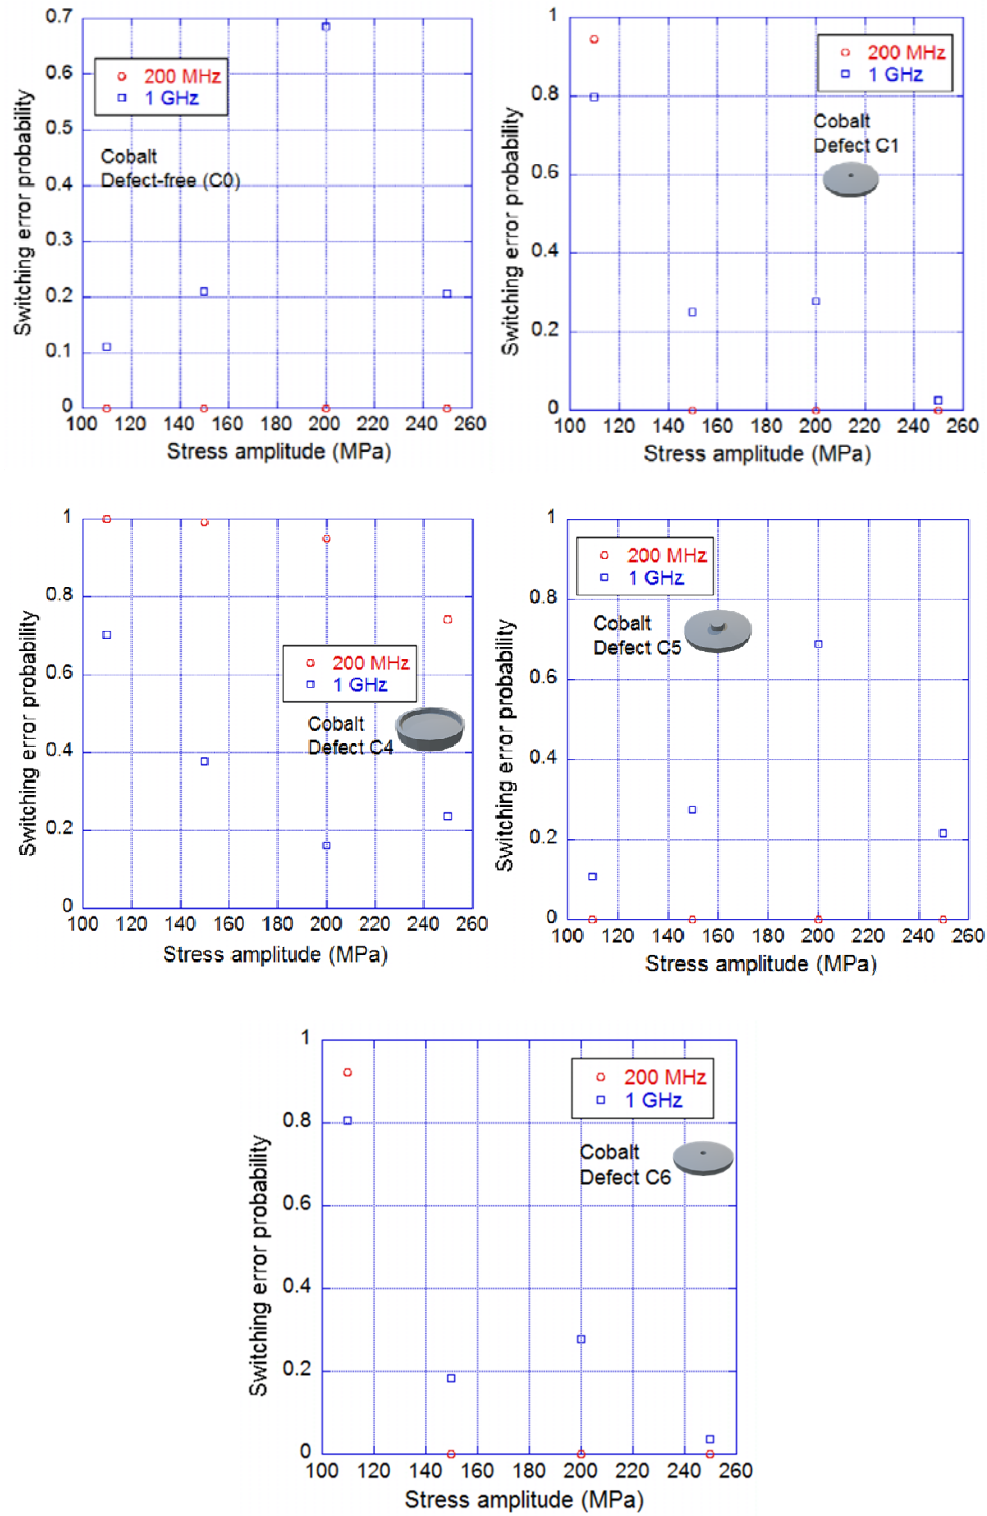 0.7
0.6
0.5
0.4
0.3
0.2
0.1
0
Switching error probability
200 MHz
1 GHz
Cobalt
Defect-free (C0)
100 120 140 160 180 200 220 240 260
Stress amplitude (MPa)
1
0.8
0.6
0.4
0.2
0
Switching error probability
200 MHz
1 GHz
Cobalt
Defect C1
100 120 140 160 180 200 220 240 260
Stress amplitude (MPa)
1
0.8
0.6
0.4
0.2
0
Switching error probability
200 MHz
1 GHz
Cobalt
Defect C4
100 120 140 160 180 200 220 240 260
Stress amplitude (MPa)
1
0.8
0.6
0.4
0.2
0
Switching error probability
200 MHz
1 GHz
Cobalt
Defect C5
100 120 140 160 180 200 220 240 260
Stress amplitude (MPa)
1
0.8
0.6
0.4
0.2
0
Switching error probability
200 MHz
1 GHz
Cobalt
Defect C6
100 120 140 160 180 200 220 240 260
Stress amplitude (MPa)